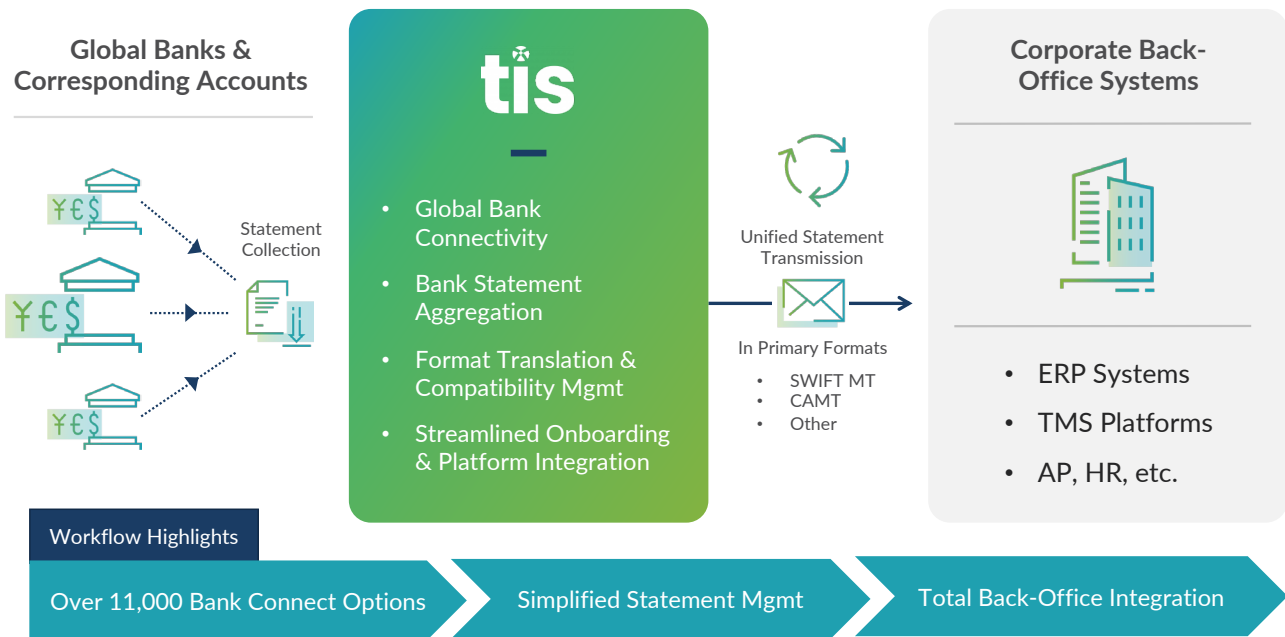 Global Banks &
Corresponding Accounts
¥ € $
¥ € $
¥ € $
Statement
Collection
tis
• Global Bank
Connectivity
• Bank Statement
Aggregation
• Format Translation &
Compatibility Mgmt
• Streamlined Onboarding
& Platform Integration
Unified Statement
Transmission
In Primary Formats
• SWIFT MT
• CAMT
• Other
Corporate Back-
Office Systems
• ERP Systems
• TMS Platforms
• AP, HR, etc.
Workflow Highlights
Over 11,000 Bank Connect Options
Simplified Statement Mgmt
Total Back-Office Integration